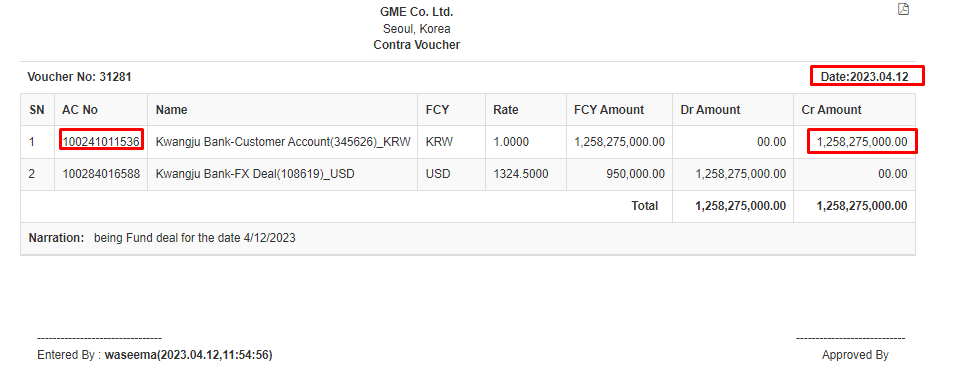 GME Co. Ltd.
Seoul, Korea
Contra Voucher
Voucher No: 31281 Date:2023.04.12
SN AC No Name FCY Rate FCY Amount Dr Amount Cr Amount
1 100241011536 Kwangju Bank-Customer Account(345626)_KRW KRW 1.0000 1,258,275,000.00 00.00 1,258,275,000.00
2 100284016588 Kwangju Bank-FX Deal(108619)_USD USD 1324.5000 950,000.00 1,258,275,000.00 00.00
Total 1,258,275,000.00 1,258,275,000.00
Narration: being Fund deal for the date 4/12/2023
Entered By : waseema(2023.04.12,11:54:56) Approved By